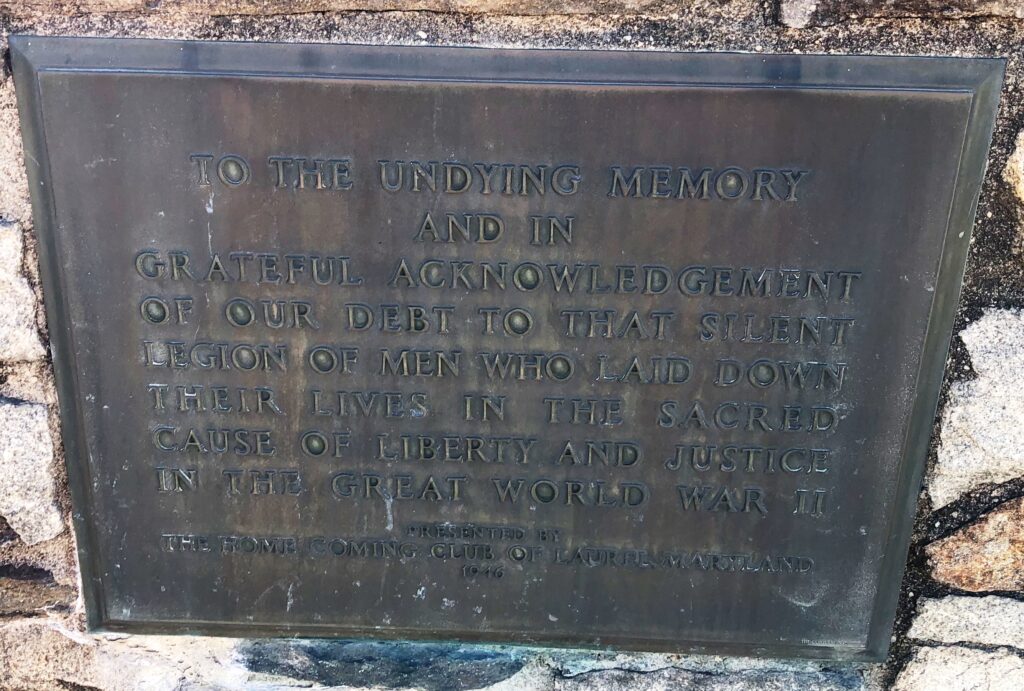 TO THE UNDYING MEMORY
AND IN
GRATEFUL ACKNOWLEDGEMENT
OF OUR DEBT TO THAT SILENT
LEGION OF MEN WHO LAID DOWN
THEIR LIVES IN THE SACRED
CAUSE OF LIBERTY AND JUSTICE
IN THE GREAT WORLD WAR II
PRESENTED BY
THE HOME COMING CLUB OF LAUREL MARYLAND
1946